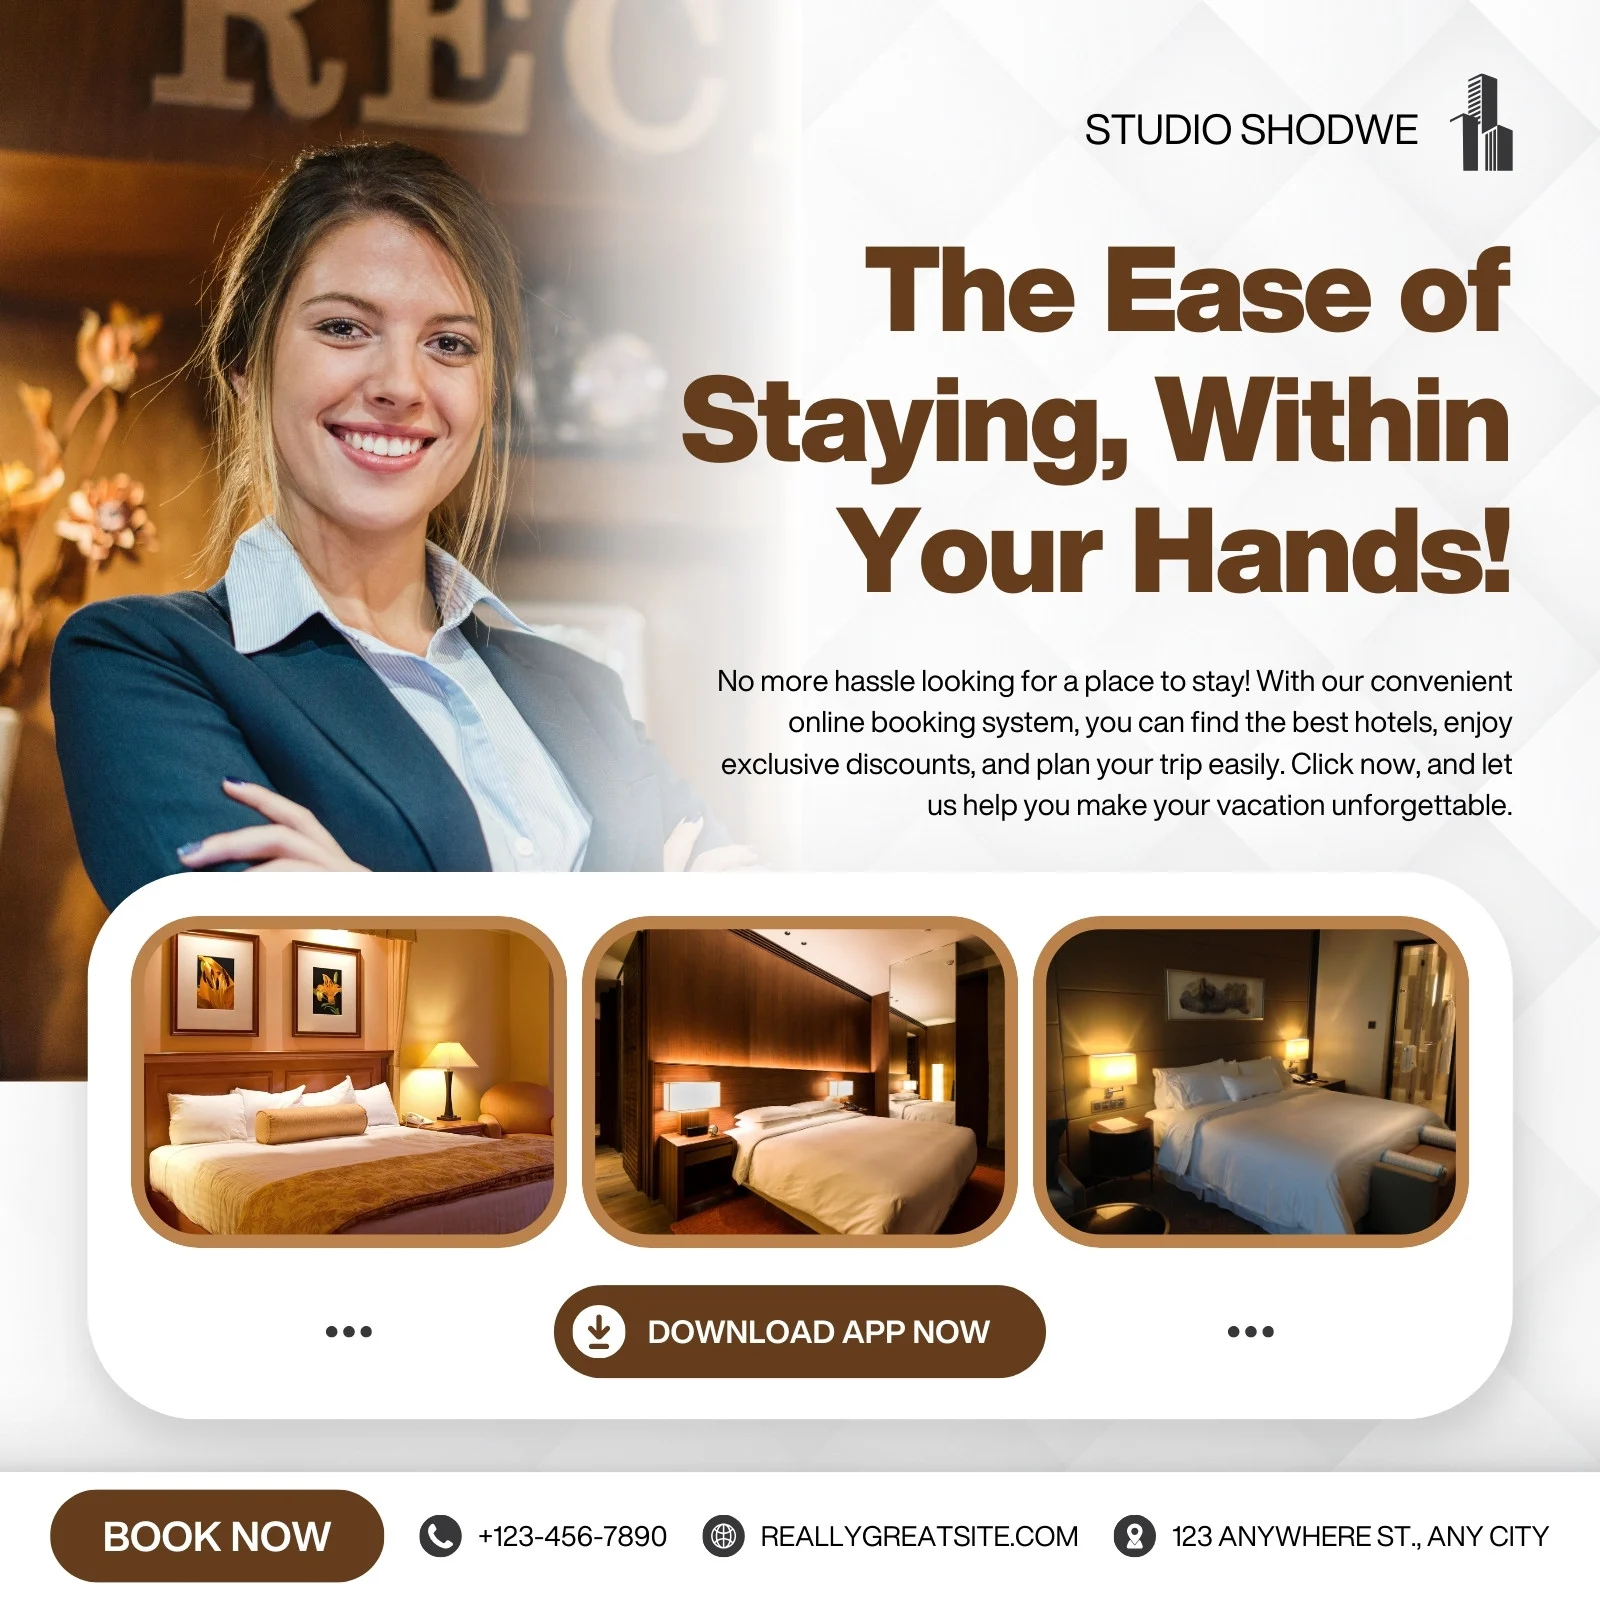 REC
STUDIO SHODWE
The Ease of
Staying, Within
Your Hands!
No more hassle looking for a place to stay! With our convenient
online booking system, you can find the best hotels, enjoy
exclusive discounts, and plan your trip easily. Click now, and let
us help you make your vacation unforgettable.
DOWNLOAD APP NOW
BOOK NOW
+123-456-7890
REALLYGREATSITE.COM
123 ANYWHERE ST., ANY CITY